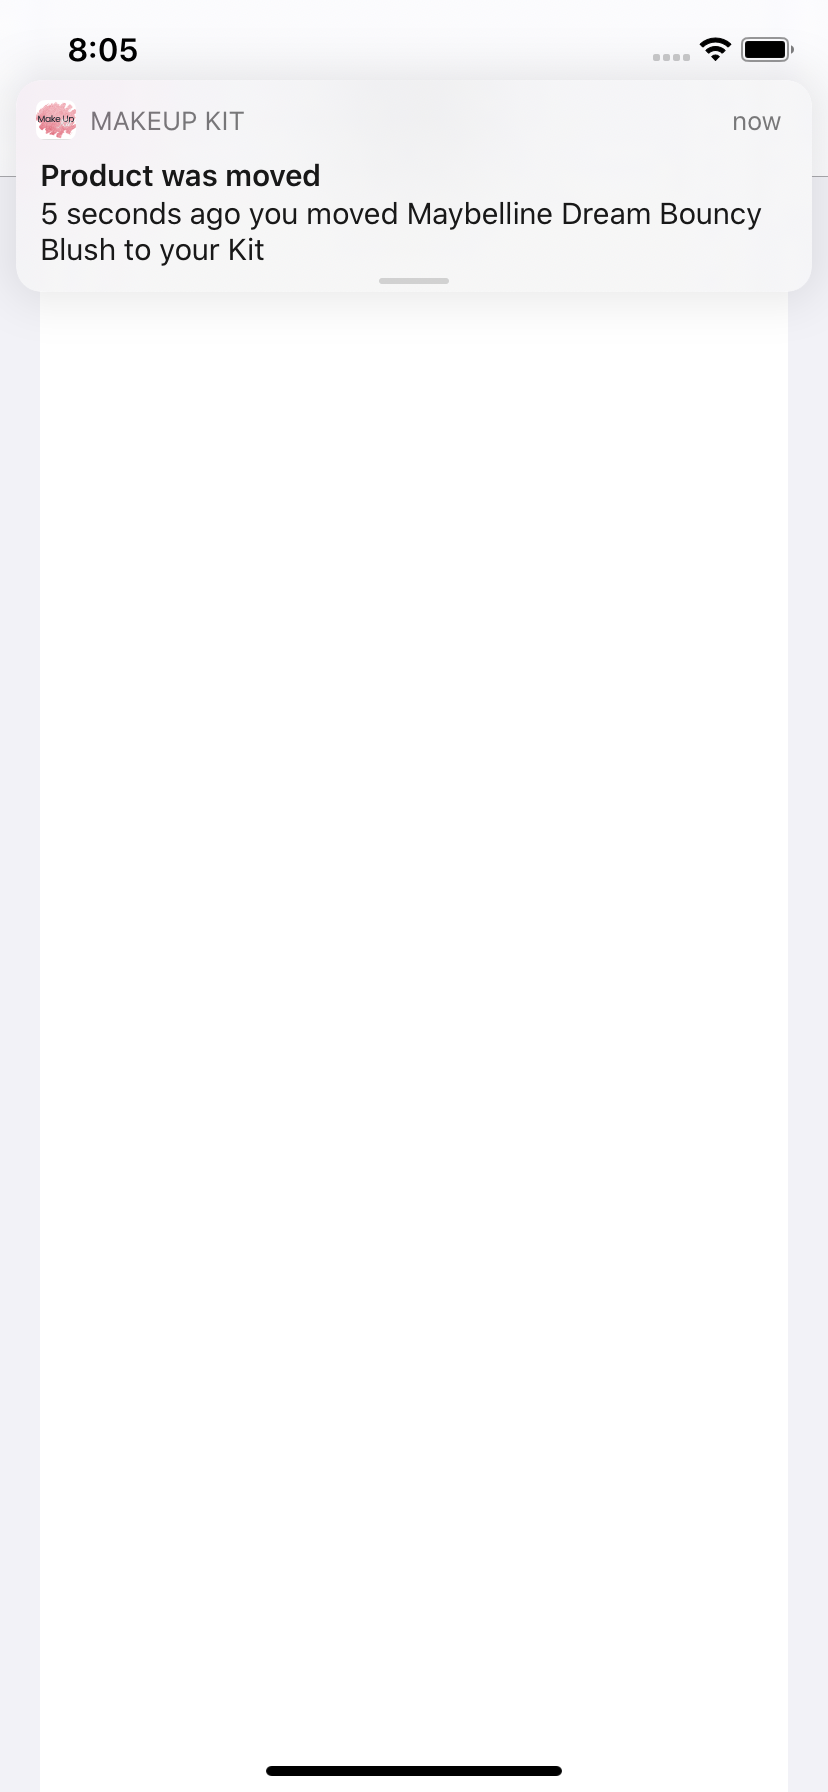 8:05
Make Up
MAKEUP KIT
now
Product was moved
5 seconds ago you moved Maybelline Dream Bouncy
Blush to your Kit